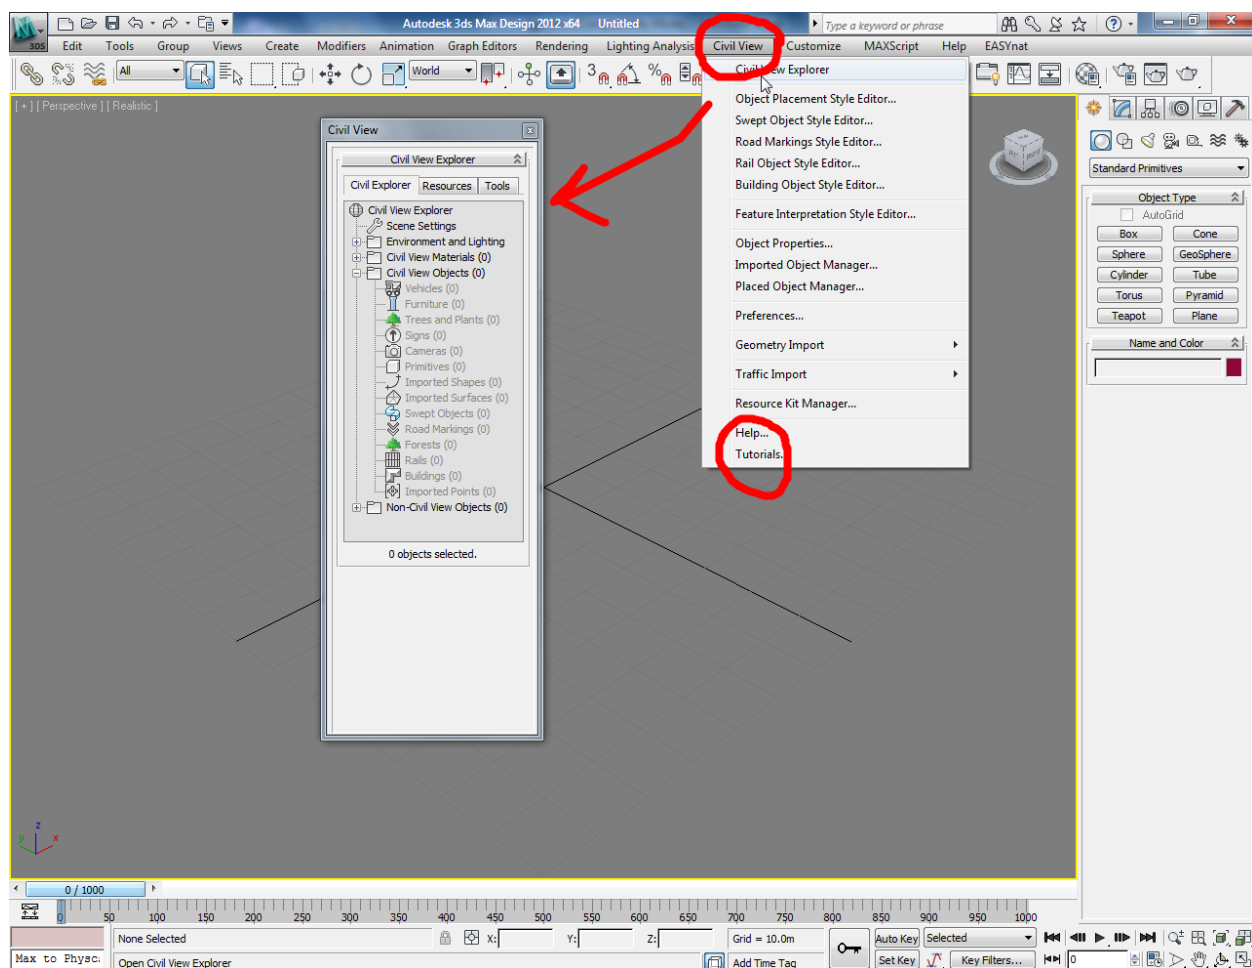 Autodesk 3ds Max Design 2012 x64 Untitled
Type a keyword or phrase
3DS Edit Tools Group Views Create Modifiers Animation Graph Editors Rendering Lighting Analysis Civil View Customize MAXScript Help EASYnat
All
World
3
%
[ + ] [ Perspective ] [ Realistic ]
Civil View
Civil View Explorer
Civil Explorer Resources Tools
Civil View Explorer
Scene Settings
Environment and Lighting
Civil View Materials (0)
Civil View Objects (0)
Vehicles (0)
Furniture (0)
Trees and Plants (0)
Signs (0)
Cameras (0)
Primitives (0)
Imported Shapes (0)
Imported Surfaces (0)
Swept Objects (0)
Road Markings (0)
Forests (0)
Rails (0)
Buildings (0)
Imported Points (0)
Non-Civil View Objects (0)
0 objects selected.
Civil View Explorer
Object Placement Style Editor...
Swept Object Style Editor...
Road Markings Style Editor...
Rail Object Style Editor...
Building Object Style Editor...
Feature Interpretation Style Editor...
Object Properties...
Imported Object Manager...
Placed Object Manager...
Preferences...
Geometry Import
Traffic Import
Resource Kit Manager...
Help...
Tutorials.
Standard Primitives
Object Type
AutoGrid
Box Cone
Sphere GeoSphere
Cylinder Tube
Torus Pyramid
Teapot Plane
Name and Color
z
y x
0 / 1000
0 50 100 150 200 250 300 350 400 450 500 550 600 650 700 750 800 850 900 950 1000
None Selected X: Y: Z: Grid = 10.0m Auto Key Selected
Max to Physc: Open Civil View Explorer Add Time Tag Set Key Key Filters... 0